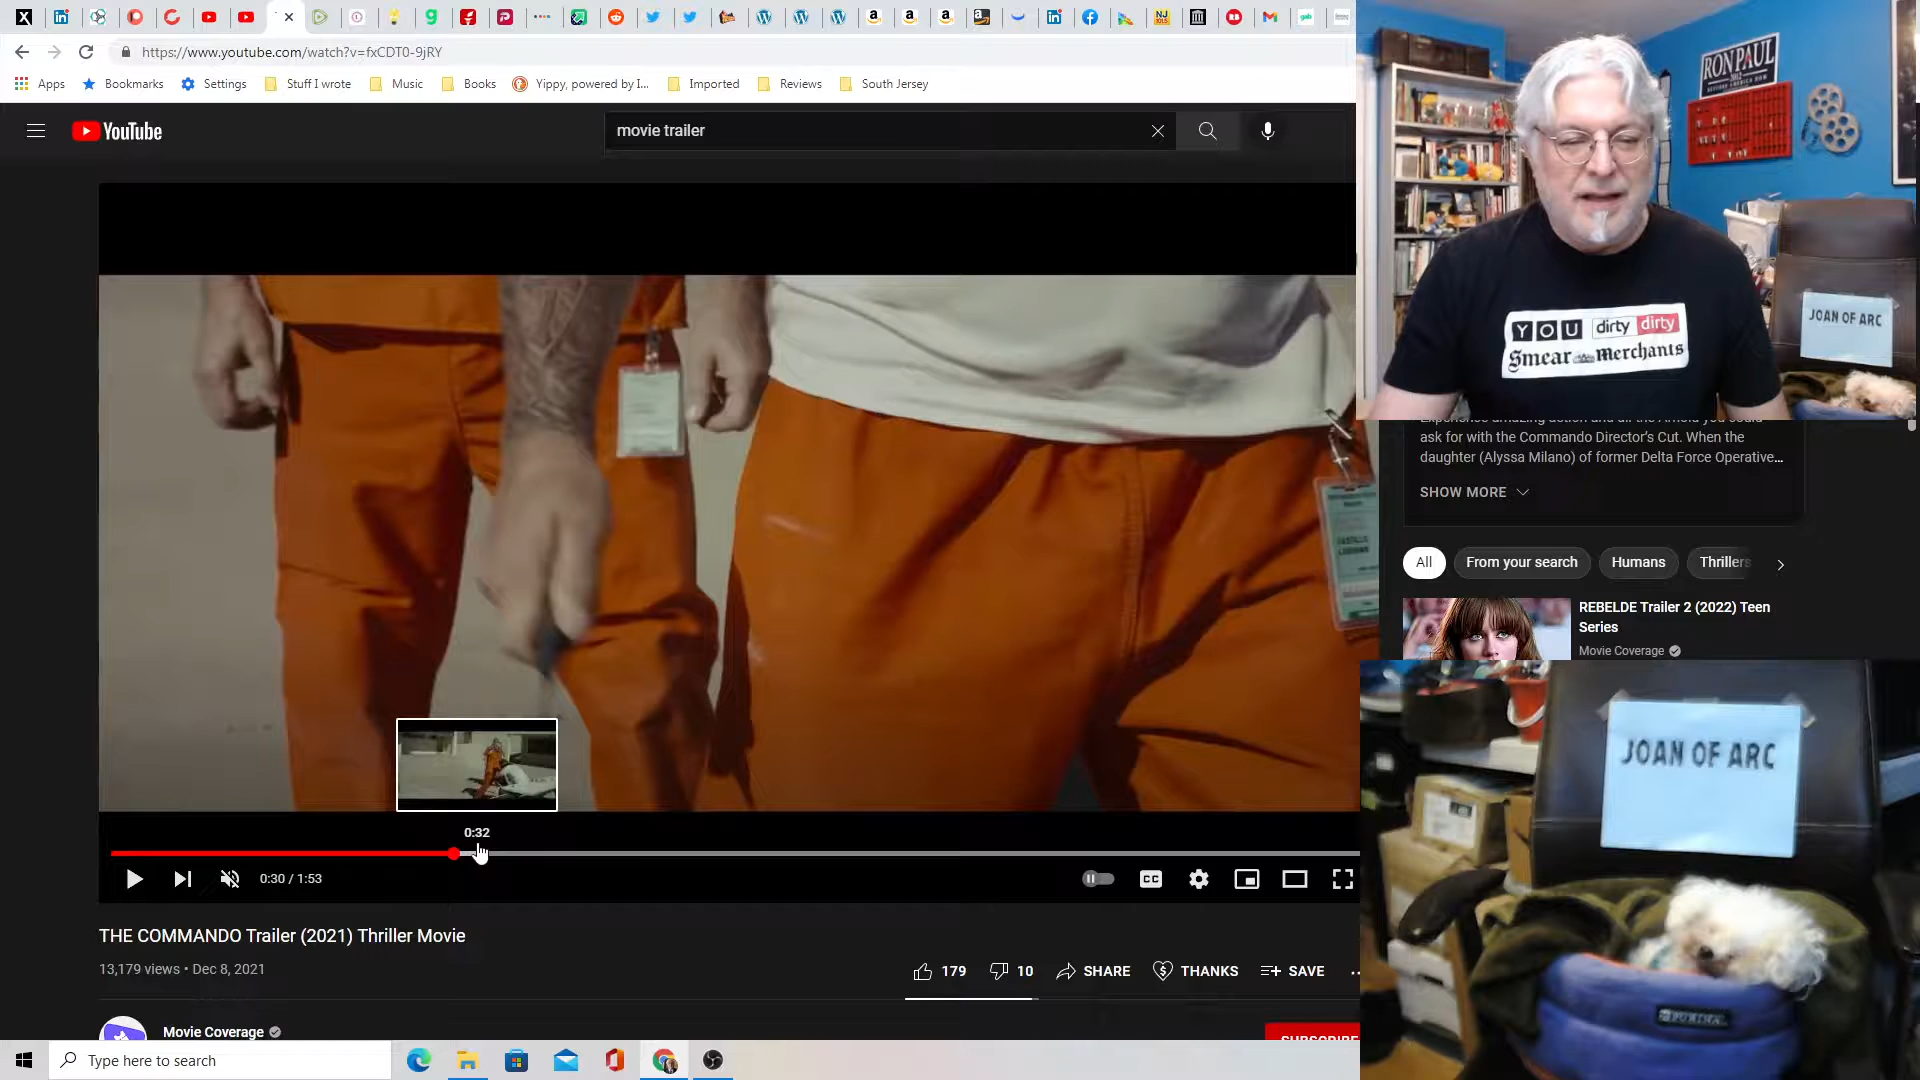 https://www.youtube.com/watch?v=fxCDT0-9jRY
Apps
Bookmarks
Settings
Stuff I wrote
Music
Books
Yippy, powered by I...
Imported
Reviews
South Jersey
YouTube
movie trailer
RON PAUL
2012
JOAN OF ARC
YOU dirty dirty
Smear Merchants
ask for with the Commando Director's Cut. When the
daughter (Alyssa Milano) of former Delta Force Operative...
SHOW MORE
All
From your search
Humans
Thrillers
REBELDE Trailer 2 (2022) Teen
Series
Movie Coverage
JOAN OF ARC
0:32
0:30 / 1:53
CC
THE COMMANDO Trailer (2021) Thriller Movie
13,179 views • Dec 8, 2021
179
10
SHARE
THANKS
SAVE
Movie Coverage
SUBSCRIBE
Type here to search